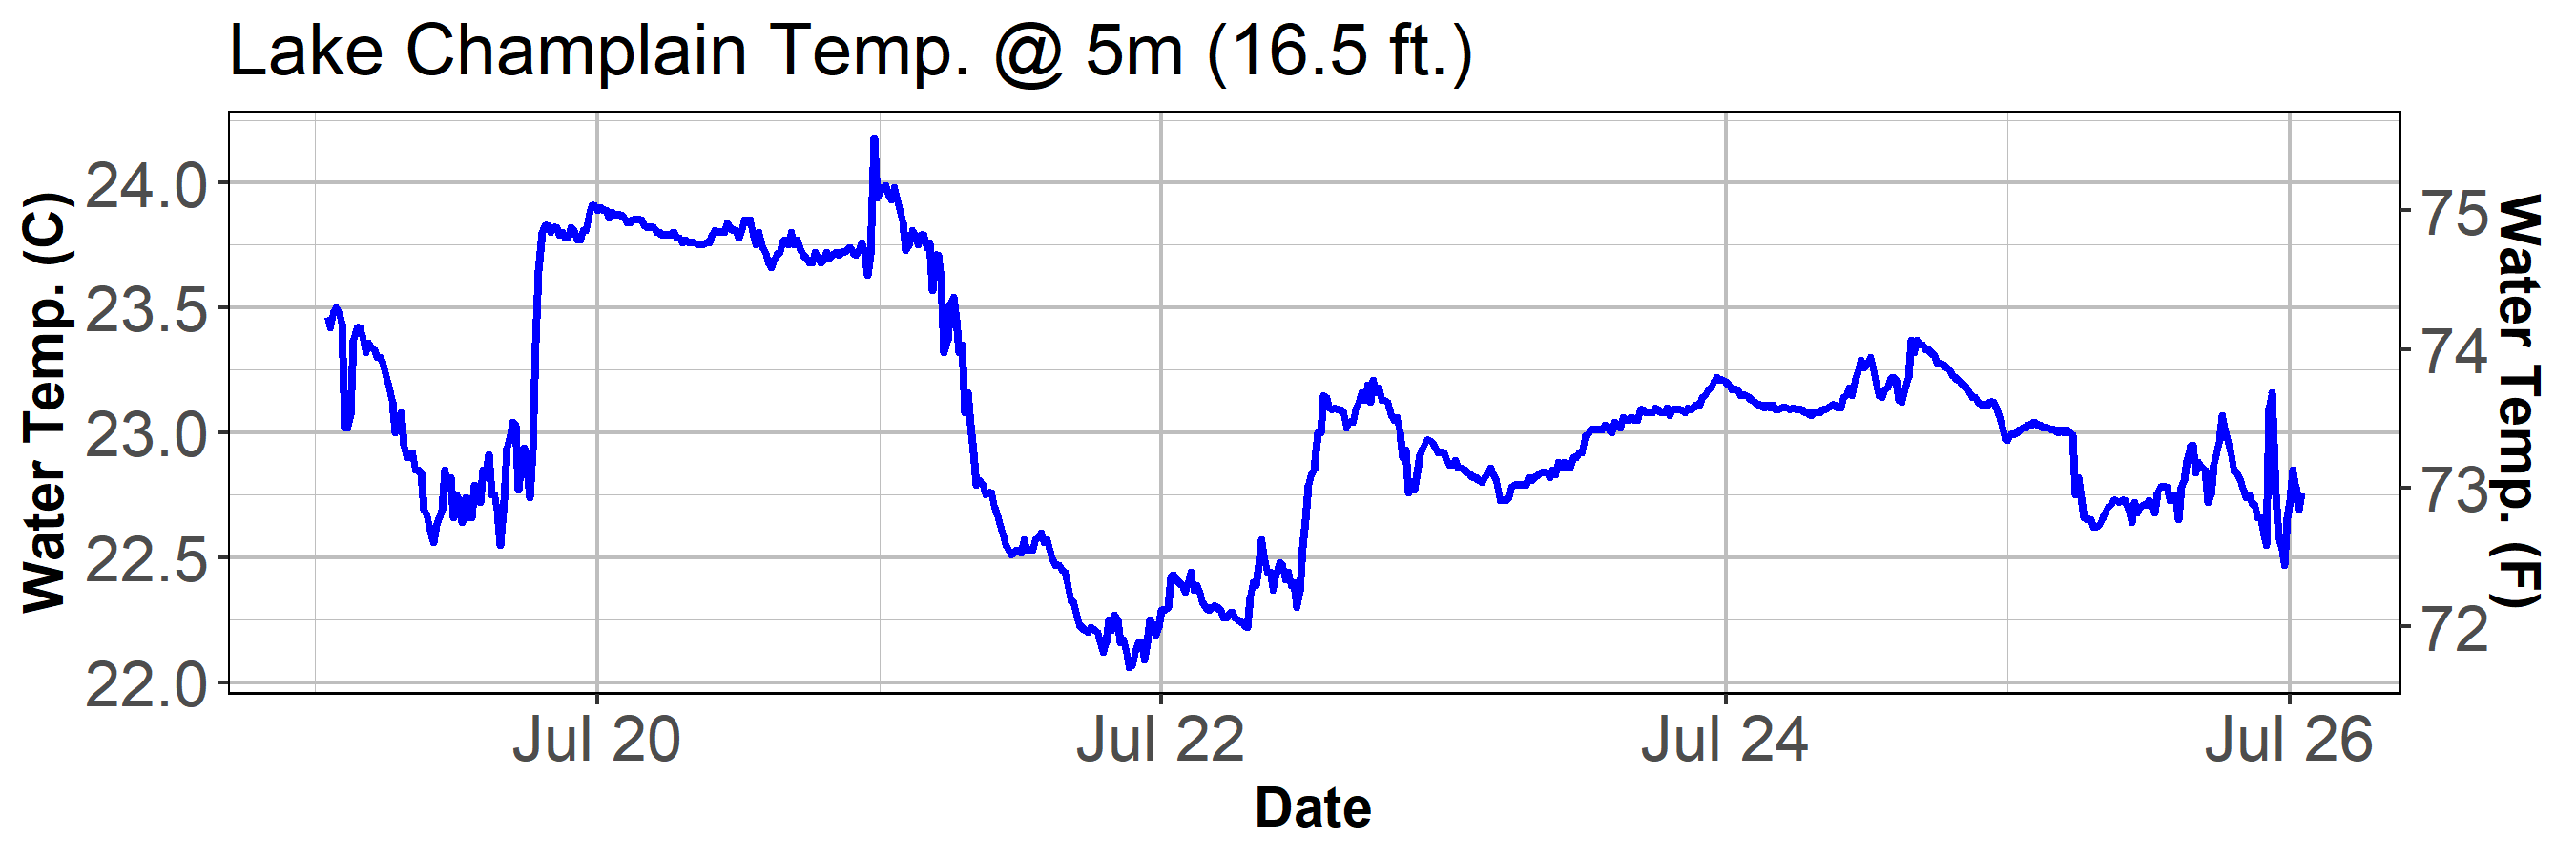 Lake Champlain Temp. @ 5m (16.5 ft.)
Water Temp. (C)
24.0
23.5
23.0
22.5
22.0
75
74
73
72
Water Temp. (F)
Jul 20 Jul 22 Jul 24 Jul 26
Date